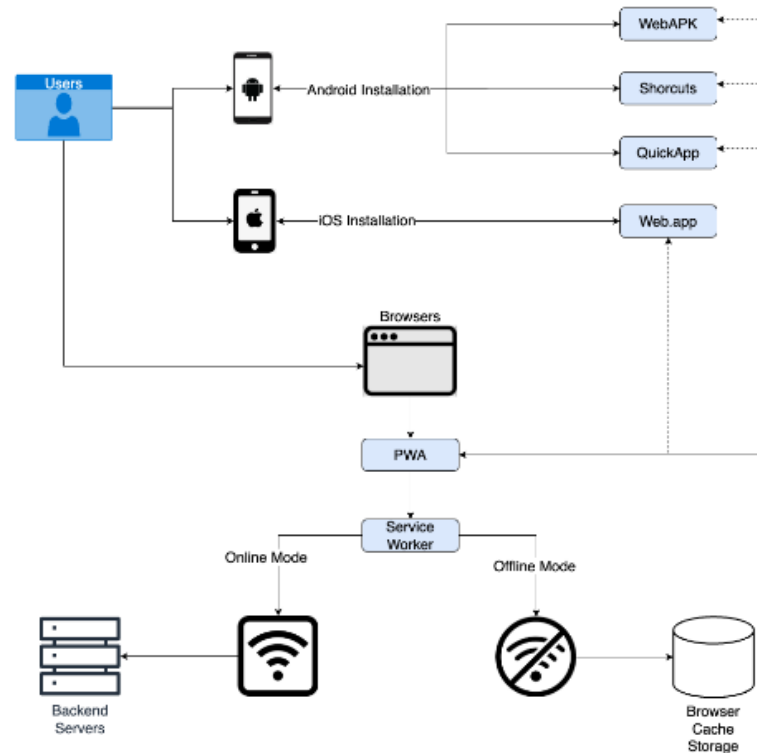 WebAPK
Users
Android Installation
Shorcuts
QuickApp
iOS Installation
Web.app
Browsers
PWA
Service
Worker
Online Mode
Offline Mode
Backend
Servers
Browser
Cache
Storage